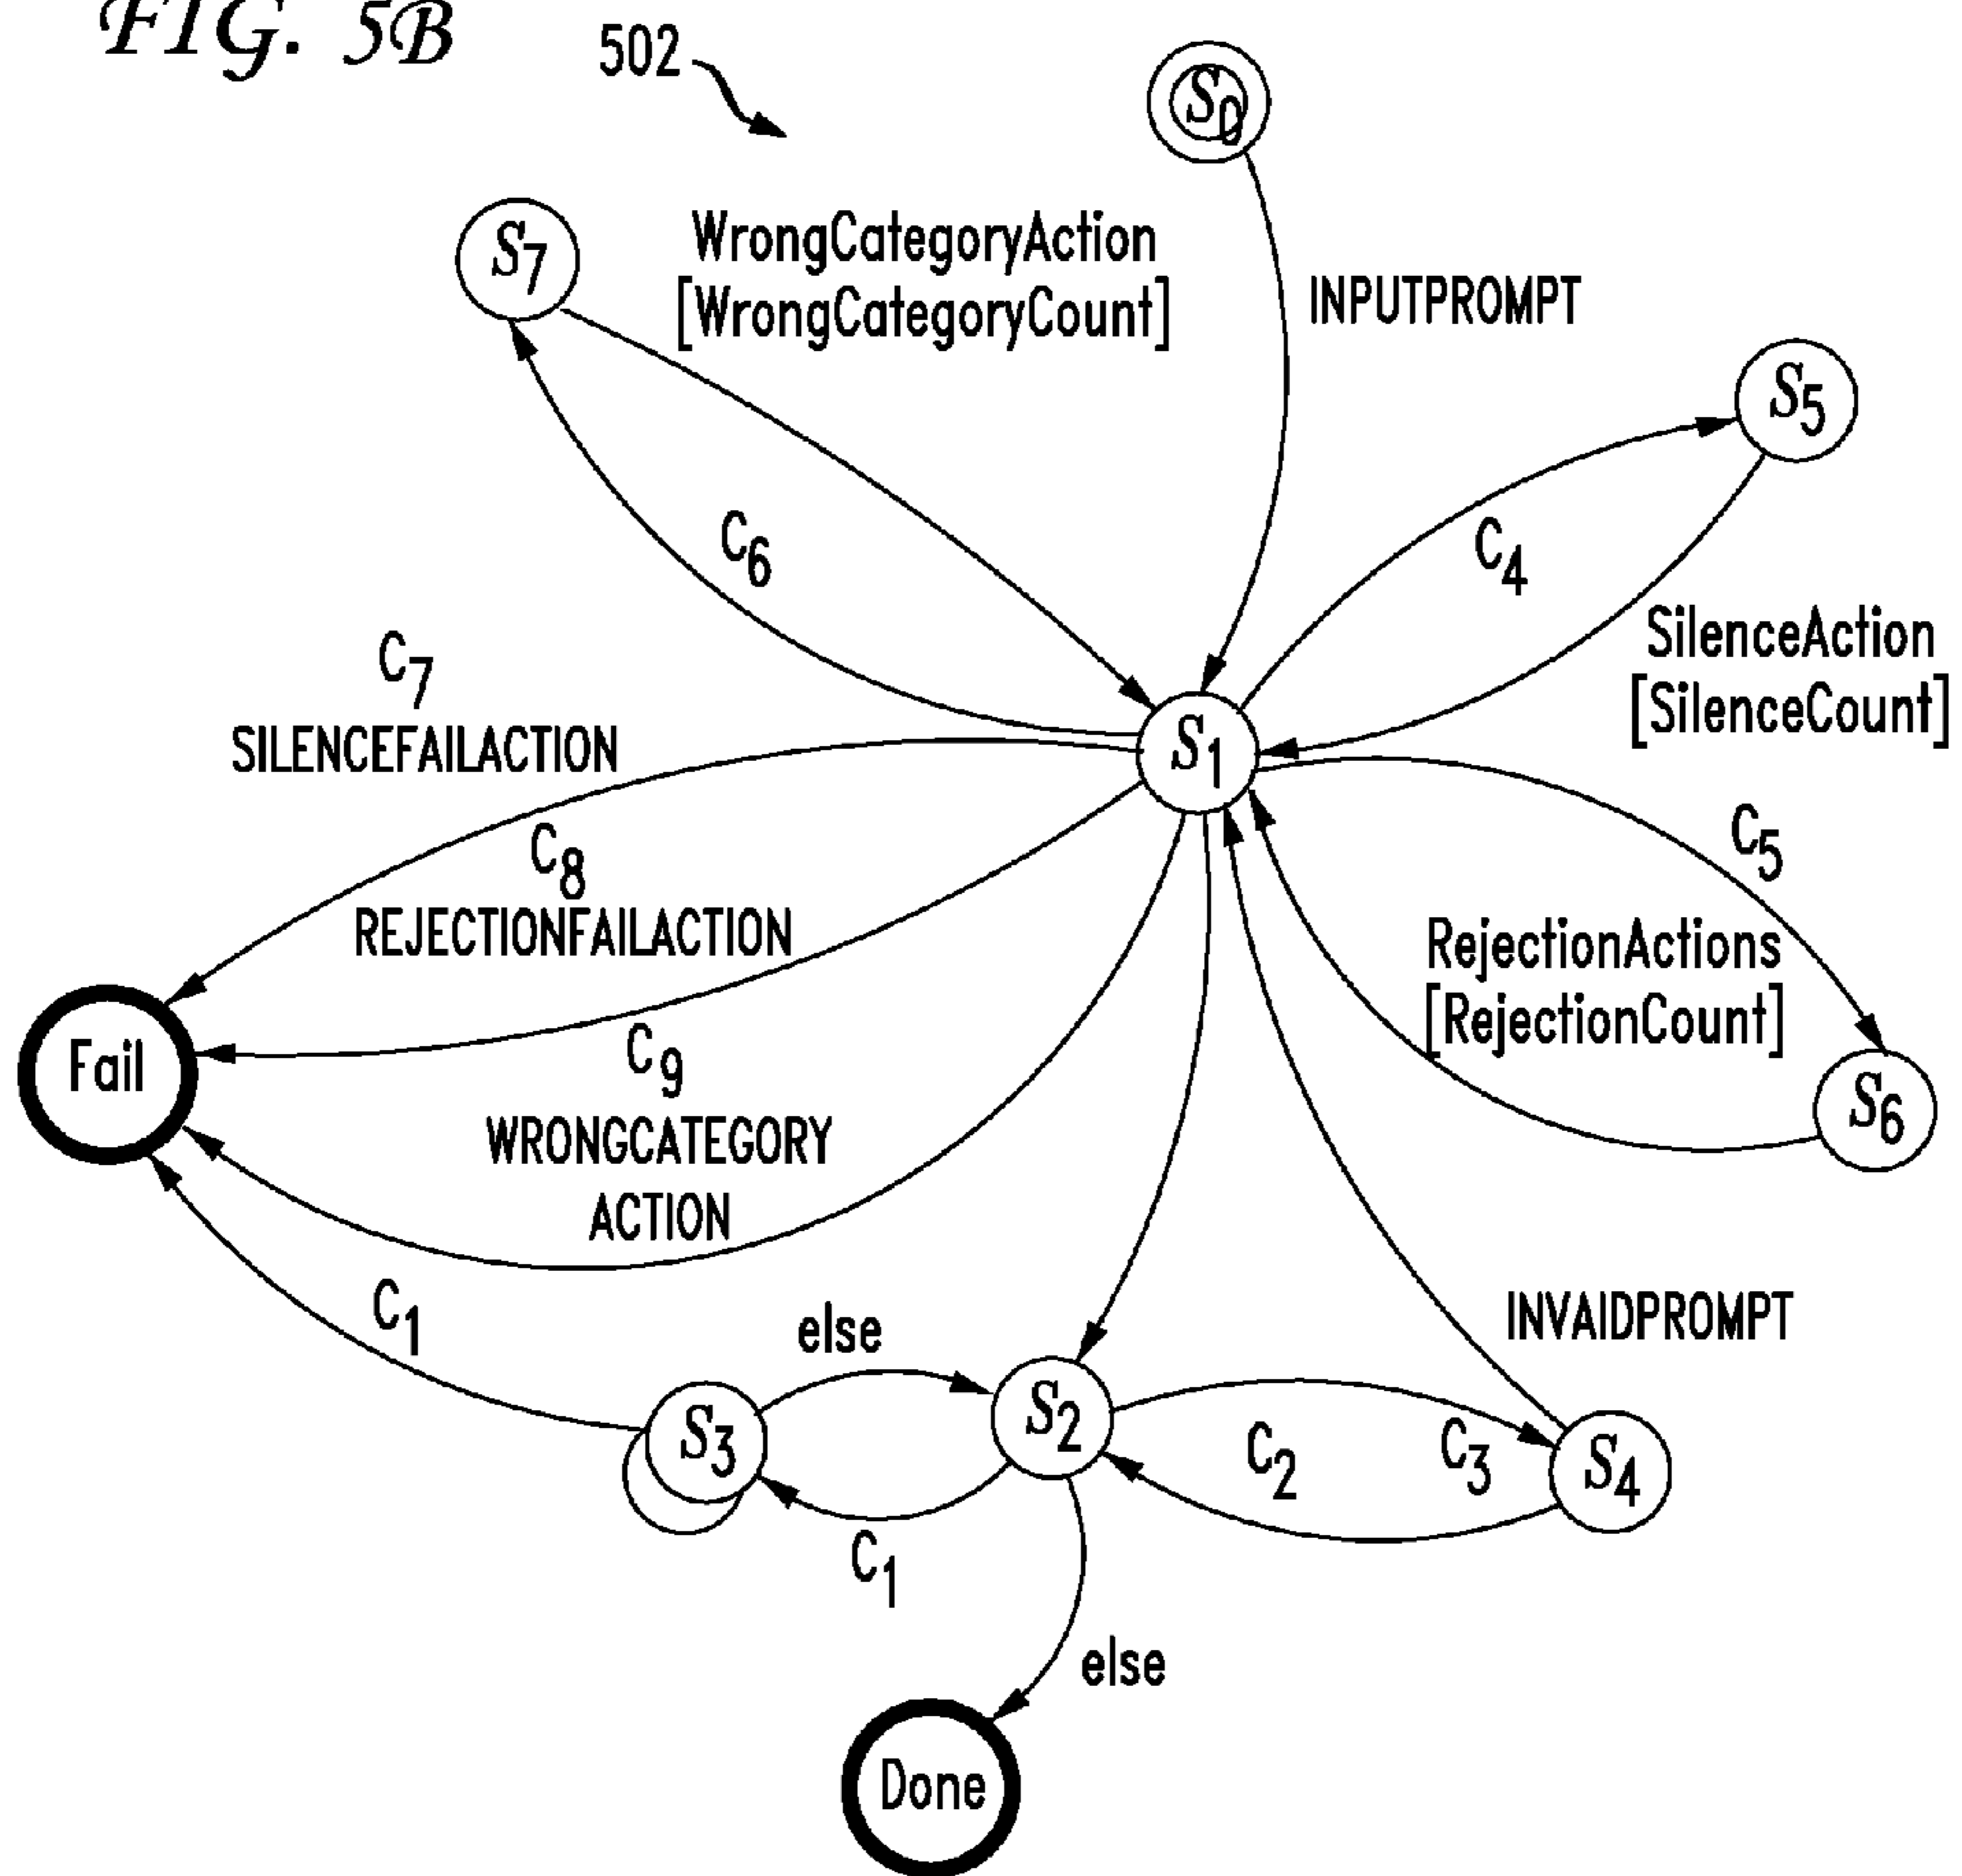 FIG. 5B
502
S0
S7
WrongCategoryAction
[WrongCategoryCount]
INPUTPROMPT
S5
C6
C4
SilenceAction
[SilenceCount]
C7
SILENCEFAILACTION
S1
C5
C8
REJECTIONFAILACTION
RejectionActions
[RejectionCount]
Fail
C9
WRONGCATEGORY
ACTION
S6
C1
else
INVAIDPROMPT
S3
S2
C2
C3
S4
C1
else
Done